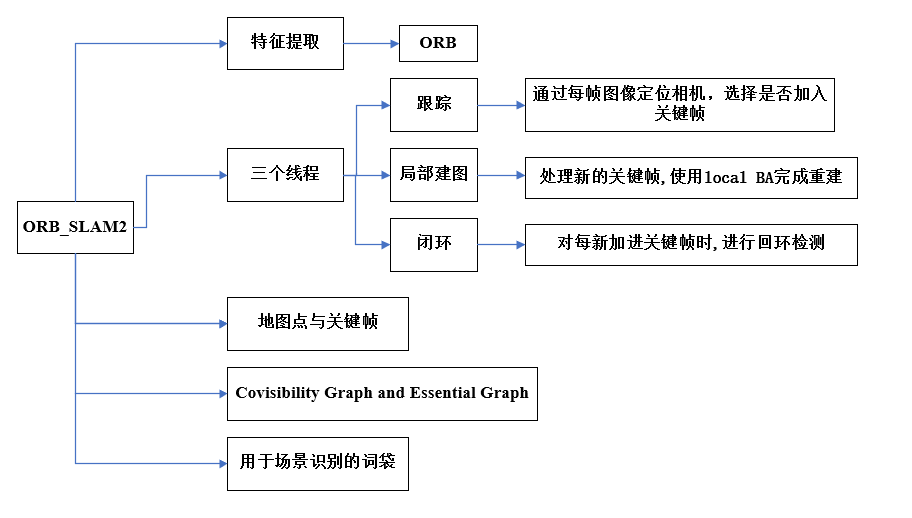 特征提取
ORB
跟踪
通过每帧图像定位相机，选择是否加入
关键帧
三个线程
局部建图
处理新的关键帧,使用local BA完成重建
ORB_SLAM2
闭环
对每新加进关键帧时,进行回环检测
地图点与关键帧
Covisibility Graph and Essential Graph
用于场景识别的词袋